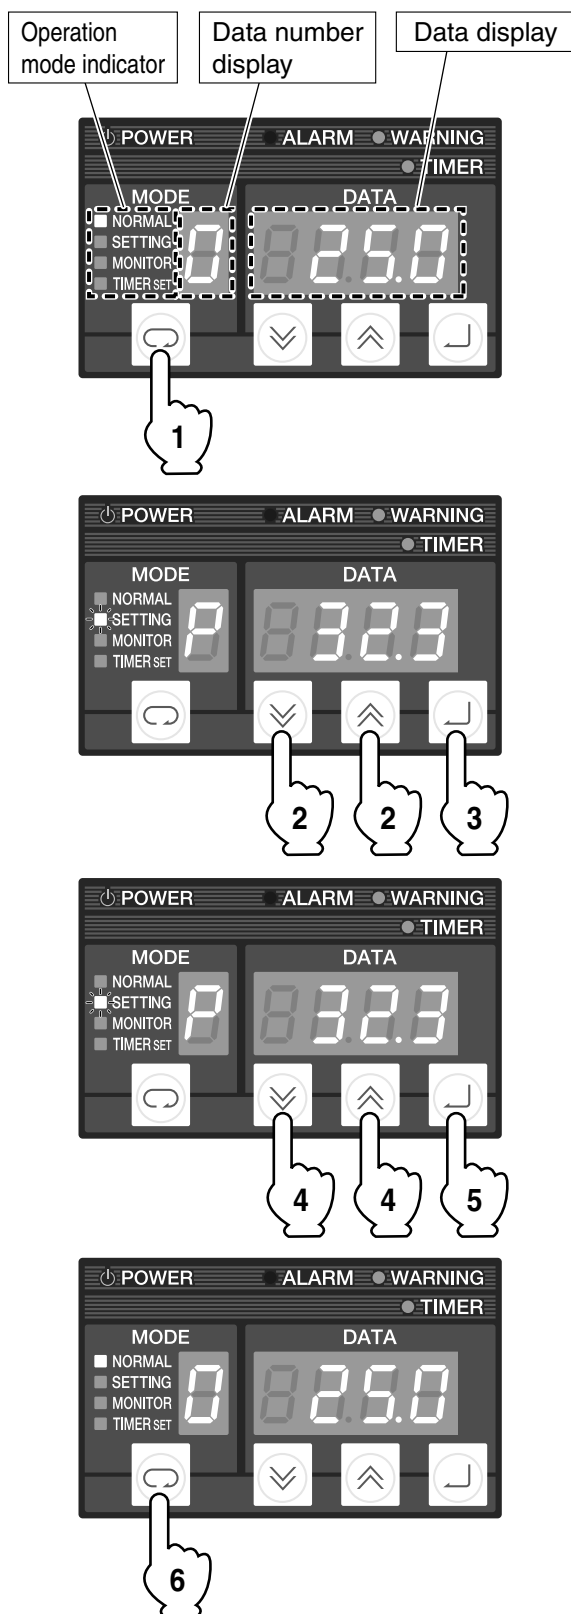 Operation
mode indicator
Data number
display
Data display
POWER ALARM WARNING
TIMER
MODE DATA
NORMAL
SETTING
MONITOR
TIMER SET
0 25.0
1
POWER ALARM WARNING
TIMER
MODE DATA
NORMAL
SETTING
MONITOR
TIMER SET
P 32.3
2 2 3
POWER ALARM WARNING
TIMER
MODE DATA
NORMAL
SETTING
MONITOR
TIMER SET
P 32.3
4 4 5
POWER ALARM WARNING
TIMER
MODE DATA
NORMAL
SETTING
MONITOR
TIMER SET
0 25.0
6